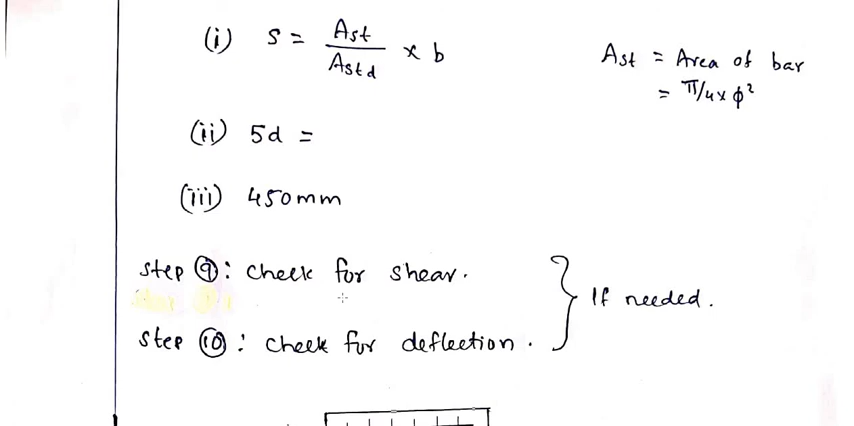 (i) S = Ast / Astd × b
Ast = Area of bar
= π/4 × ϕ²
(ii) 5d =
(iii) 450mm
step ⑨: check for shear.
step ⑩: check for deflection.
If needed.